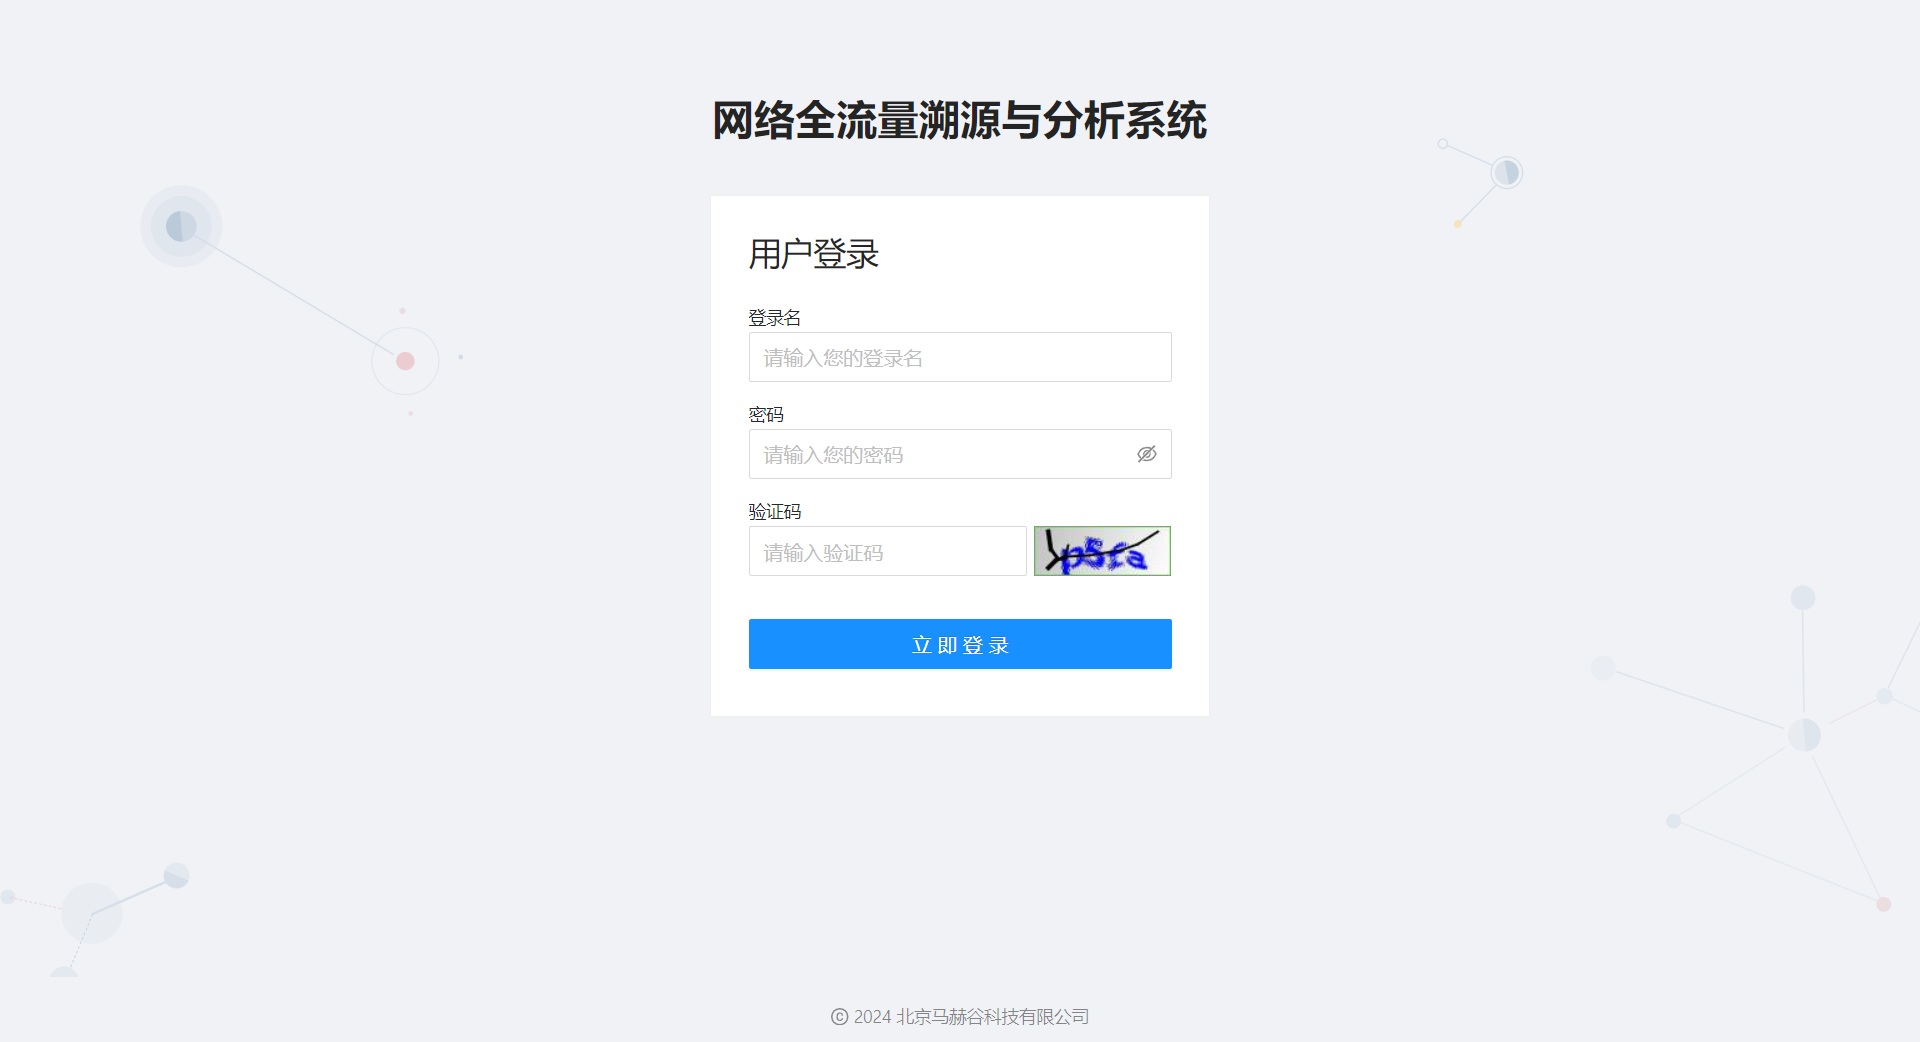 网络全流量溯源与分析系统
用户登录
登录名
请输入您的登录名
密码
请输入您的密码
验证码
请输入验证码
立即登录
© 2024 北京马赫谷科技有限公司